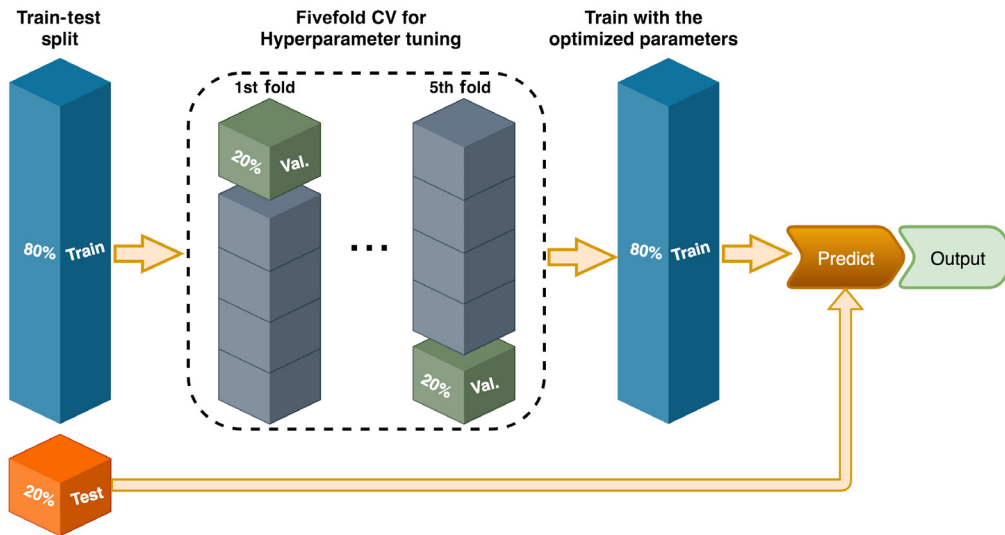 Train-test
split
Fivefold CV for
Hyperparameter tuning
Train with the
optimized parameters
1st fold
5th fold
20% Val.
80% Train
...
80% Train
Predict
Output
20% Val.
20% Test